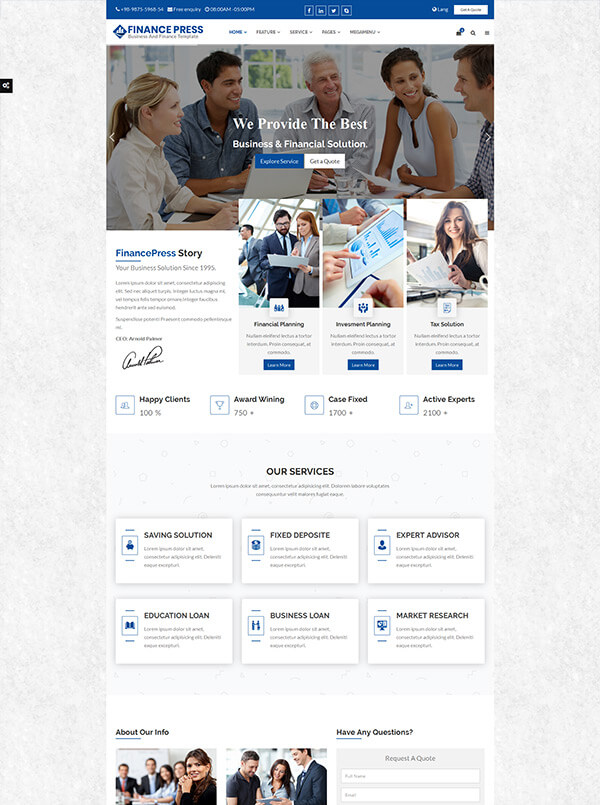 +98-9875-5968-54 Free enquiry 08:00AM -05:00PM
Lang
Get A Quote
FINANCE PRESS
Business And Finance Template
HOME FEATURE SERVICE PAGES MEGAMENU
We Provide The Best
Business & Financial Solution.
Explore Service Get a Quote
FinancePress Story
Your Business Solution Since 1995.
Lorem ipsum dolor sit amet, consectetur adipiscing
elit. Sed nec aliquet turpis. Integer luctus, magna mi,
vel tempus felis tempor ornare.Integer faucibus
hendrerit ante sed euismod.
Suspendisse potenti! Praesent commodo pellentesque
mi.
CEO: Arnold Palmer
Financial Planning
Nullam eleifend lectus a tortor
interdum. Proin consequat, at
commodo.
Learn More
Invesment Planning
Nullam eleifend lectus a tortor
interdum. Proin consequat, at
commodo.
Learn More
Tax Solution
Nullam eleifend lectus a tortor
interdum. Proin consequat, at
commodo.
Learn More
Happy Clients
100 %
Award Wining
750 +
Case Fixed
1700 +
Active Experts
2100 +
OUR SERVICES
Lorem ipsum dolor sit amet, consectetur adipisicing elit. Dolores voluptates
consequuntur velit maiores fugiat eaque.
SAVING SOLUTION
Lorem ipsum dolor sit amet,
consectetur adipisicing elit. Deleniti
eaque excepturi.
FIXED DEPOSITE
Lorem ipsum dolor sit amet,
consectetur adipisicing elit. Deleniti
eaque excepturi.
EXPERT ADVISOR
Lorem ipsum dolor sit amet,
consectetur adipisicing elit. Deleniti
eaque excepturi.
EDUCATION LOAN
Lorem ipsum dolor sit amet,
consectetur adipisicing elit. Deleniti
eaque excepturi.
BUSINESS LOAN
Lorem ipsum dolor sit amet,
consectetur adipisicing elit. Deleniti
eaque excepturi.
MARKET RESEARCH
Lorem ipsum dolor sit amet,
consectetur adipisicing elit. Deleniti
eaque excepturi.
About Our Info
Have Any Questions?
Request A Quote
Full Name
Email